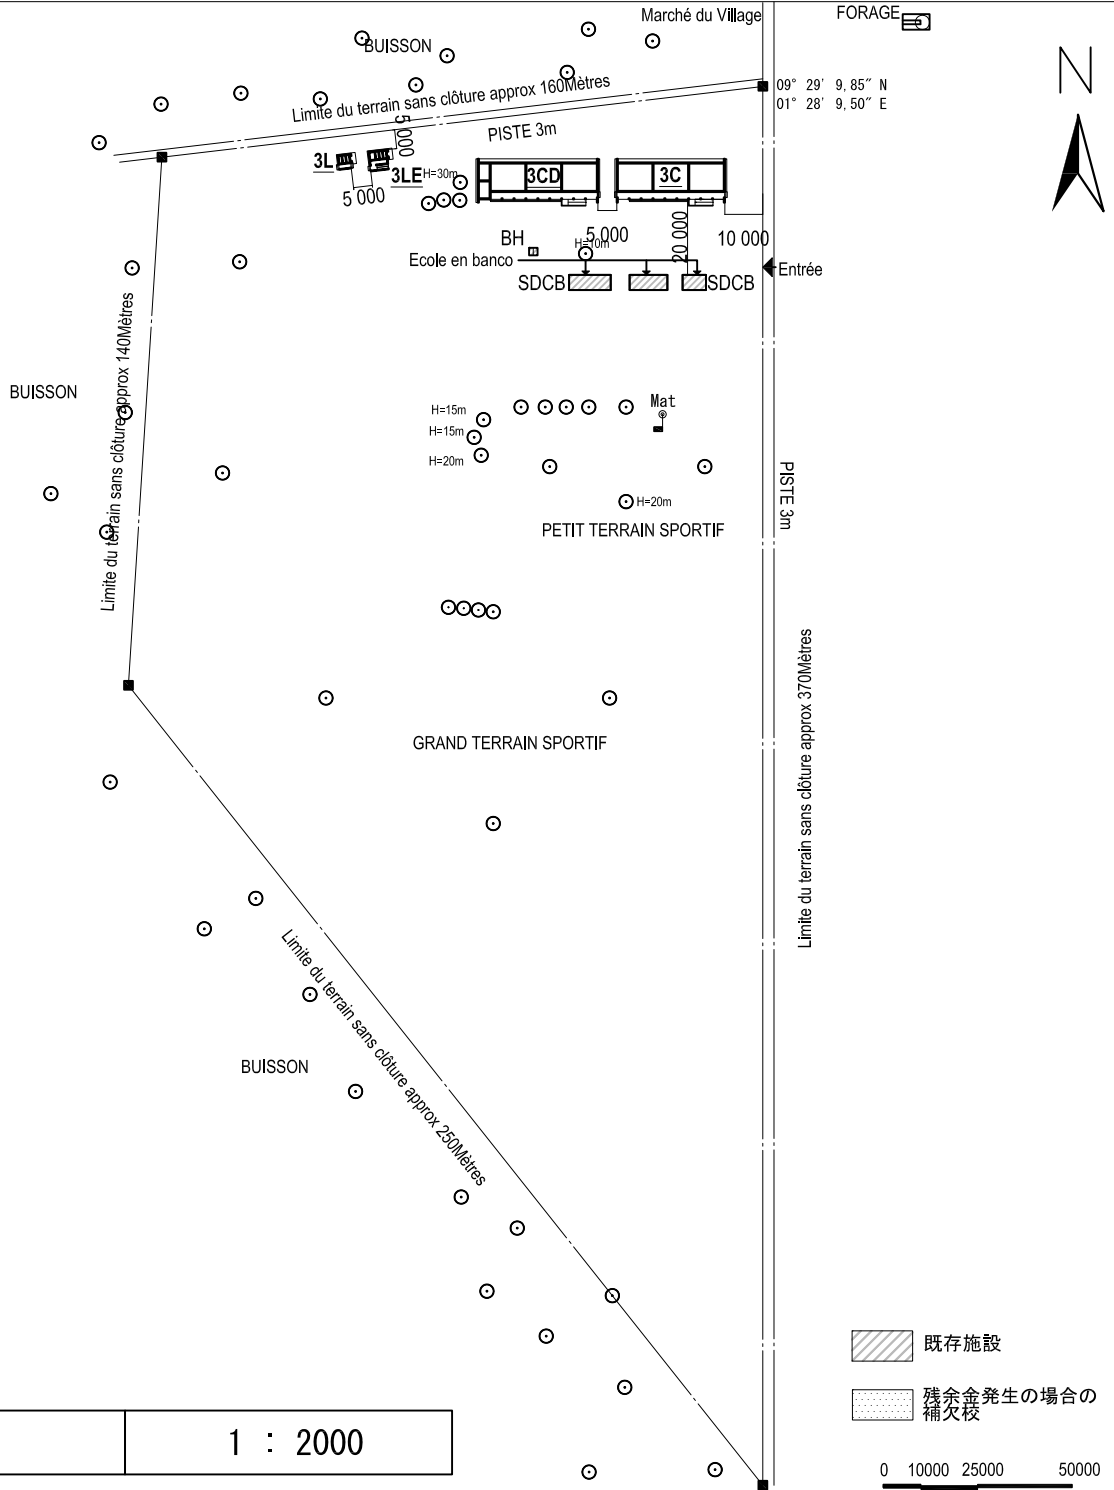 Marché du Village
FORAGE
BUISSON
N
09° 29′ 9,85″ N
01° 28′ 9,50″ E
Limite du terrain sans clôture approx 160Mètres
PISTE 3m
5 000
3L
3LE
H=30m
3CD
3C
5 000
5 000
20 000
10 000
BH
H=10m
Ecole en banco
Entrée
SDCB
SDCB
Limite du terrain sans clôture approx 140Mètres
BUISSON
Mat
H=15m
H=15m
H=20m
H=20m
PISTE 3m
PETIT TERRAIN SPORTIF
Limite du terrain sans clôture approx 370Mètres
GRAND TERRAIN SPORTIF
Limite du terrain sans clôture approx 250Mètres
BUISSON
既存施設
残余金発生の場合の
補欠校
1 : 2000
0 10000 25000 50000